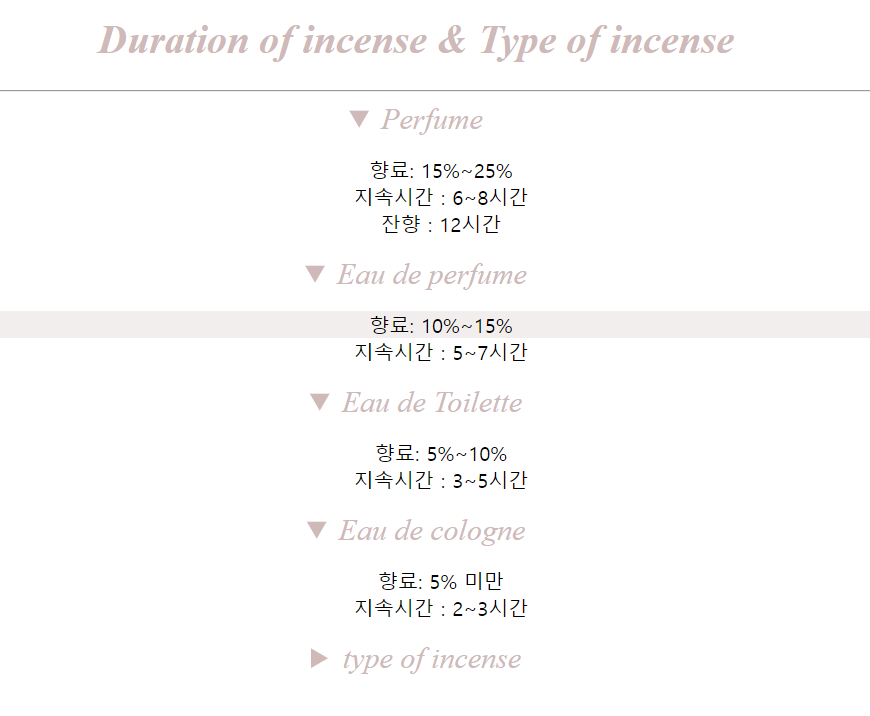 Duration of incense & Type of incense
▼ Perfume
향료: 15%~25%
지속시간 : 6~8시간
잔향 : 12시간
▼ Eau de perfume
향료: 10%~15%
지속시간 : 5~7시간
▼ Eau de Toilette
향료: 5%~10%
지속시간 : 3~5시간
▼ Eau de cologne
향료: 5% 미만
지속시간 : 2~3시간
▶ type of incense